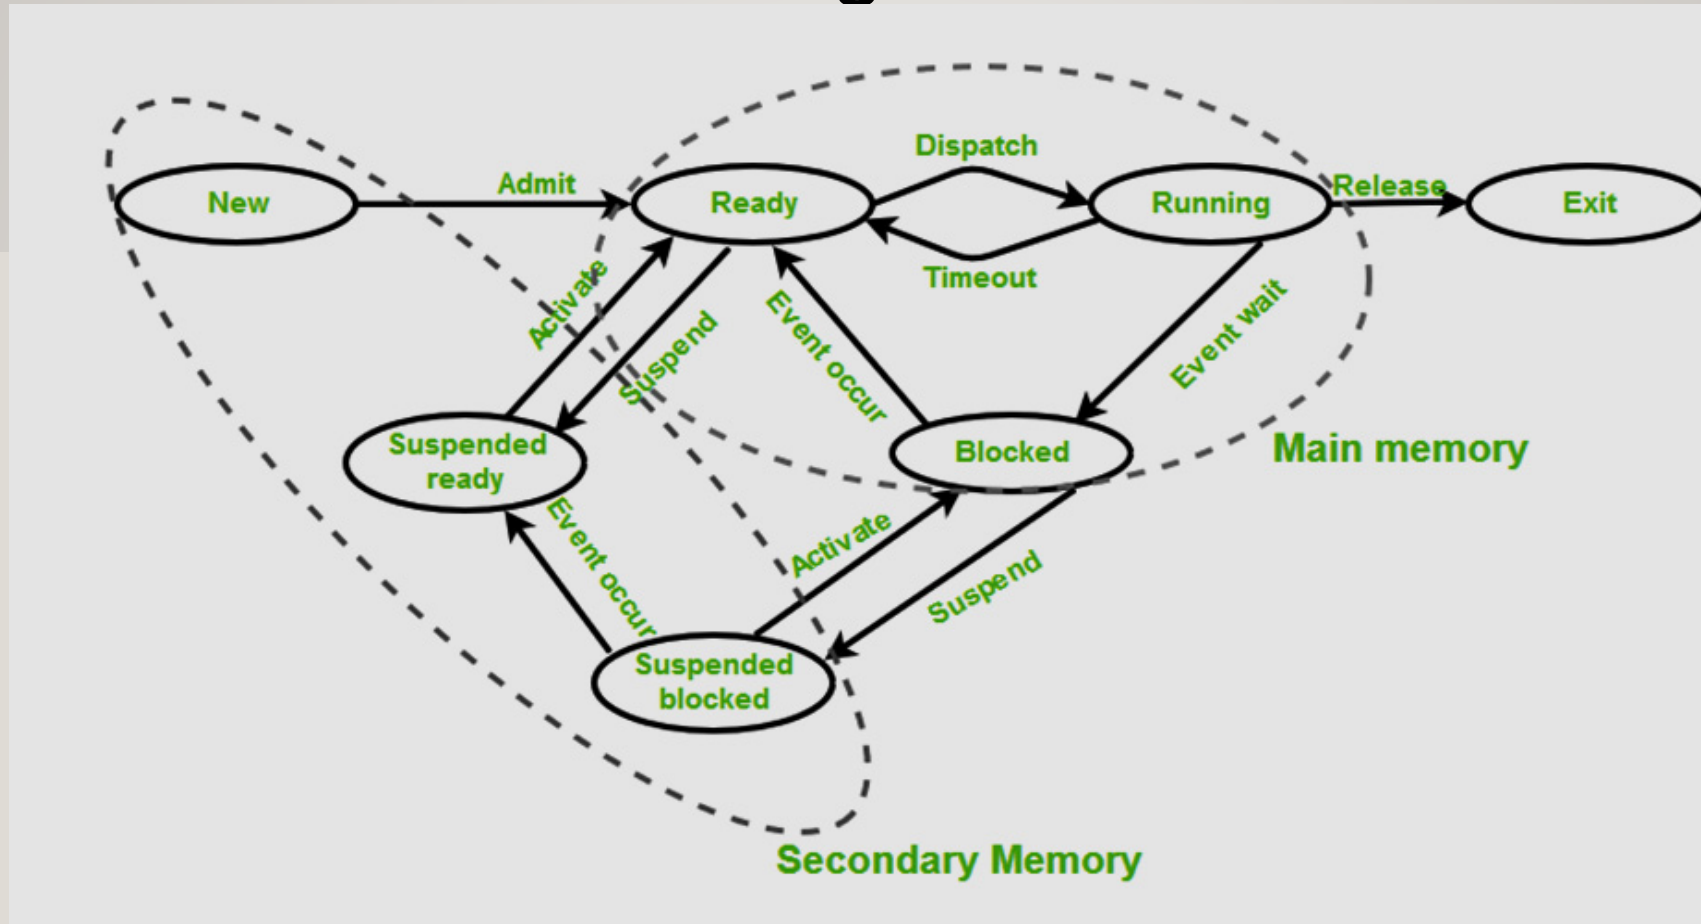 Dispatch
New
Admit
Ready
Running
Release
Exit
Timeout
Activate
Suspend
Event occur
Event wait
Suspended
ready
Blocked
Main memory
Event occur
Activate
Suspend
Suspended
blocked
Secondary Memory